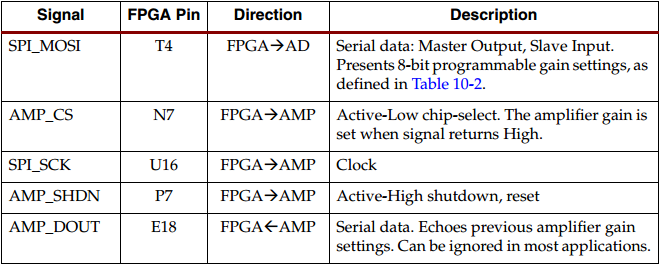 Signal FPGA Pin Direction Description
SPI_MOSI T4 FPGA→AD Serial data: Master Output, Slave Input.
Presents 8-bit programmable gain settings, as
defined in Table 10-2.
AMP_CS N7 FPGA→AMP Active-Low chip-select. The amplifier gain is
set when signal returns High.
SPI_SCK U16 FPGA→AMP Clock
AMP_SHDN P7 FPGA→AMP Active-High shutdown, reset
AMP_DOUT E18 FPGA←AMP Serial data. Echoes previous amplifier gain
settings. Can be ignored in most applications.